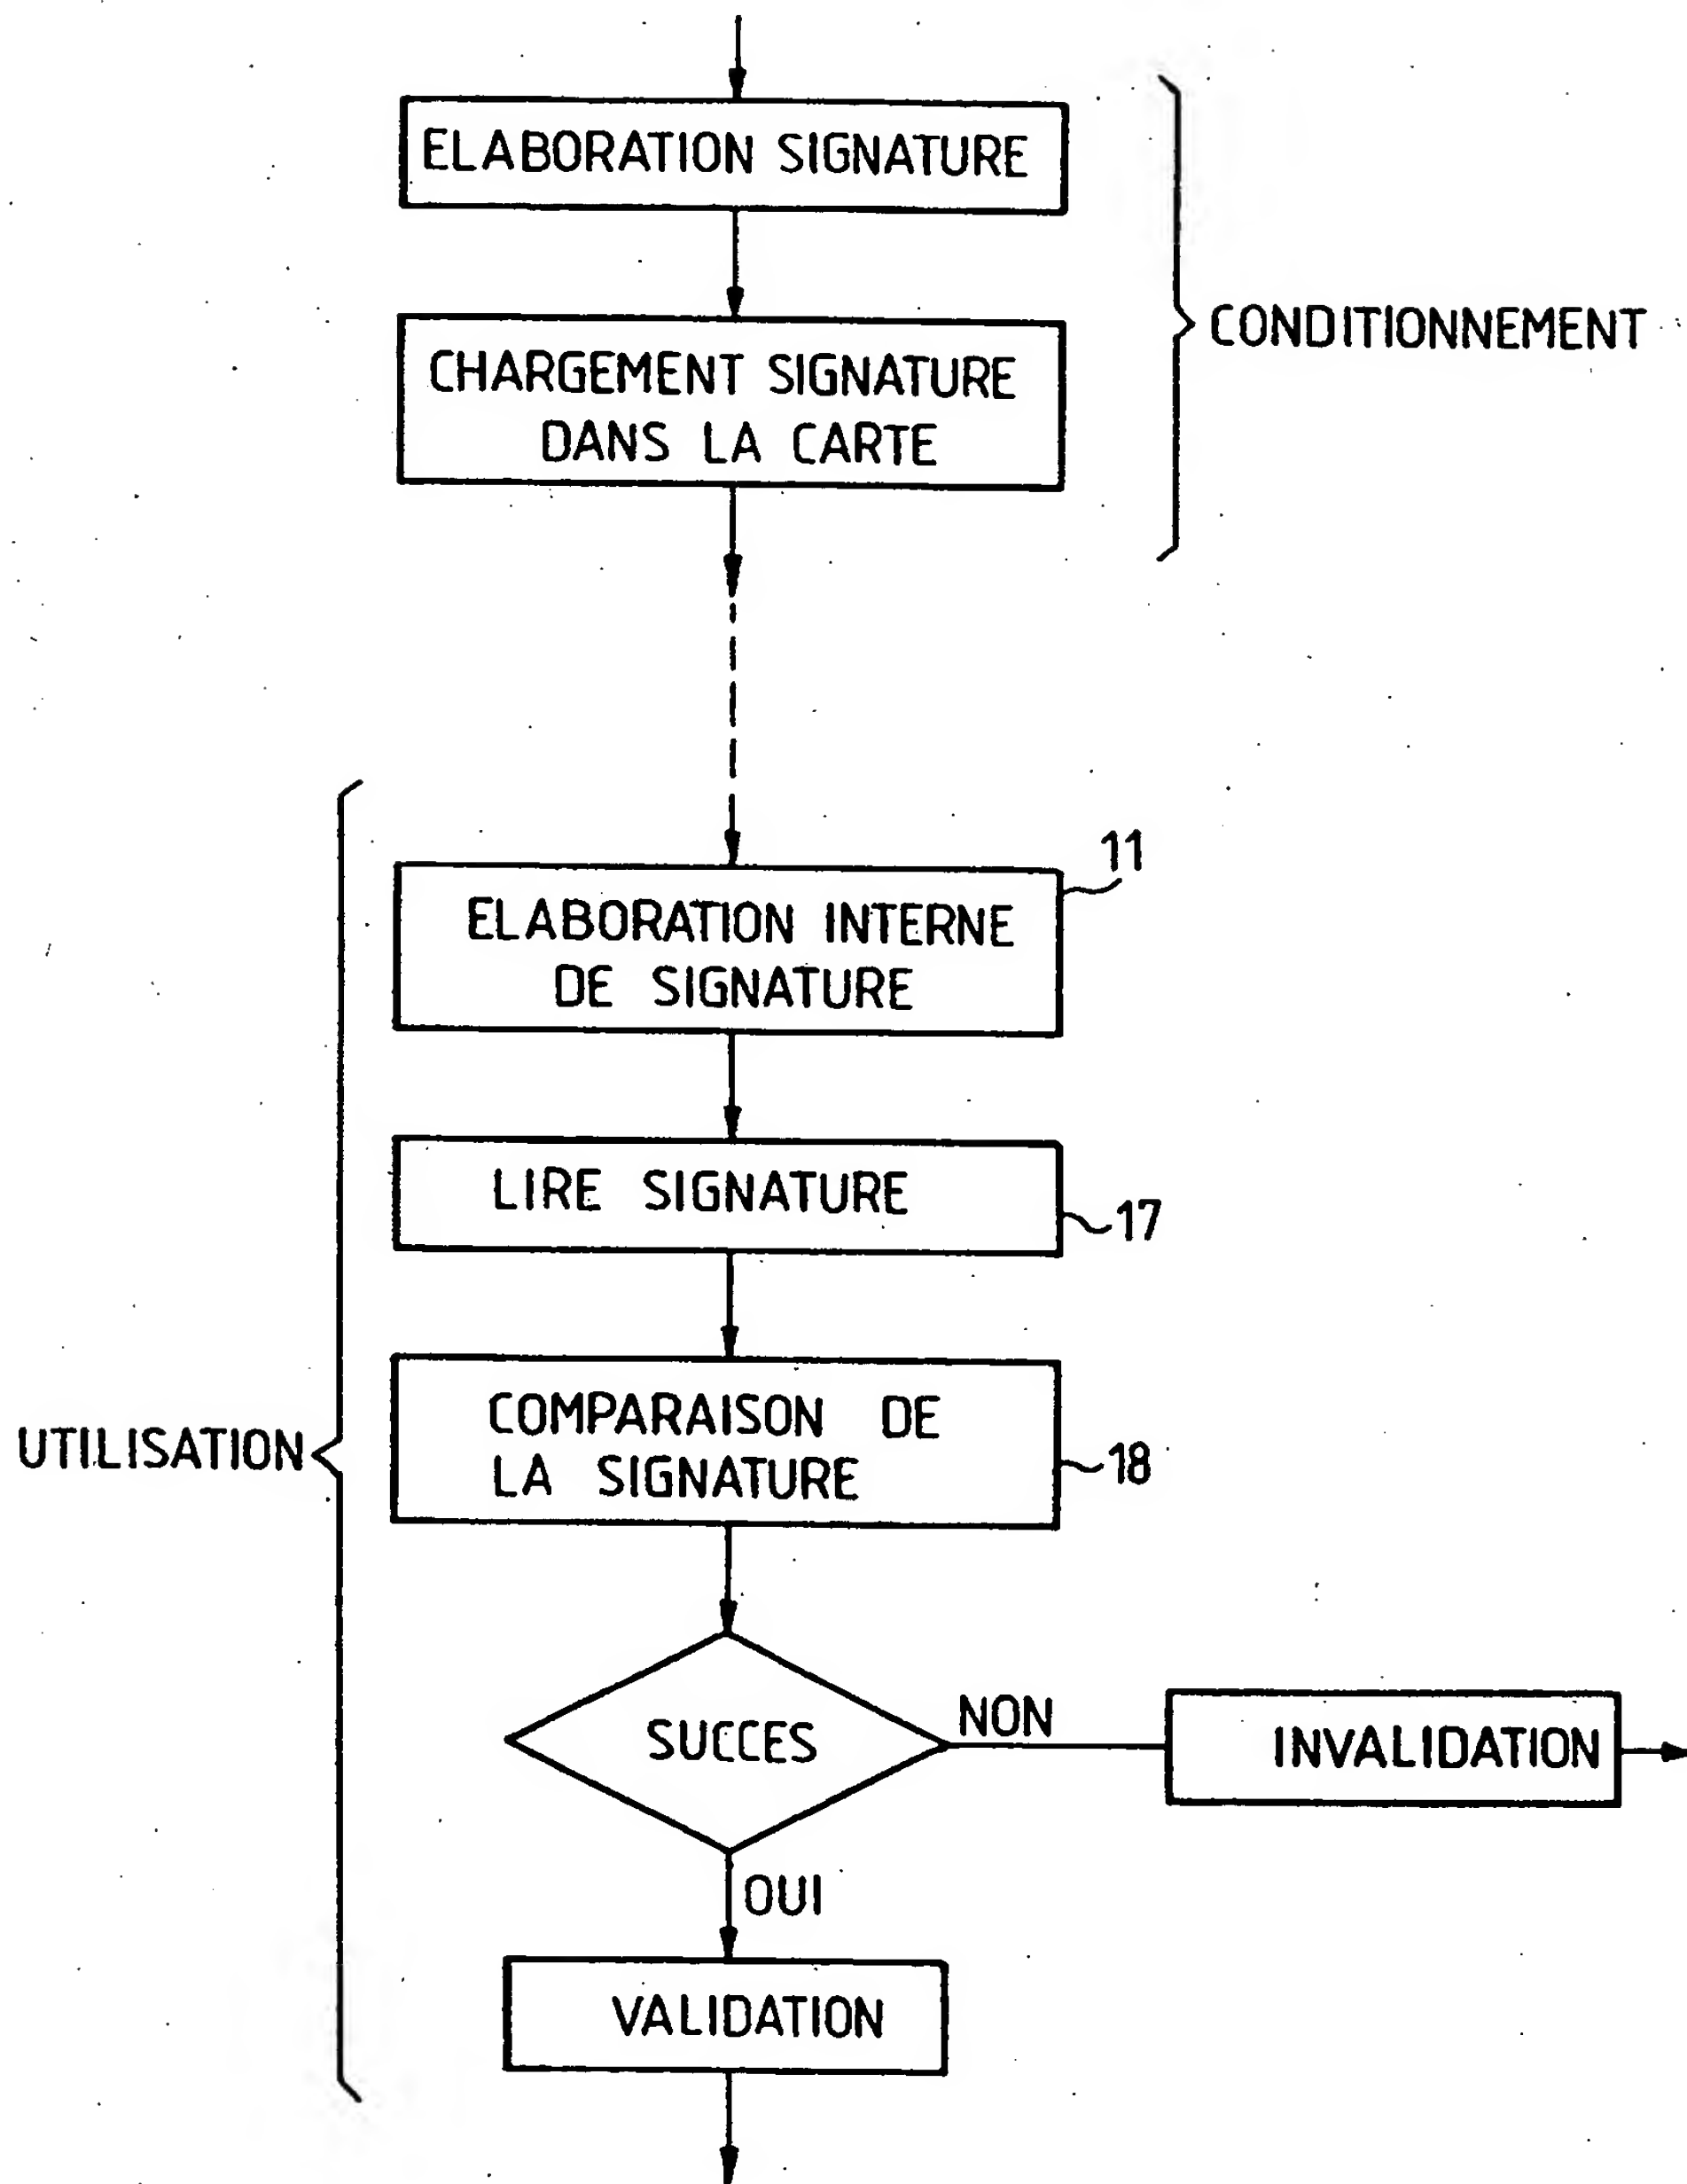 ELABORATION SIGNATURE
CHARGEMENT SIGNATURE
DANS LA CARTE
CONDITIONNEMENT
11
ELABORATION INTERNE
DE SIGNATURE
LIRE SIGNATURE
17
COMPARAISON DE
LA SIGNATURE
18
UTILISATION
SUCCES
NON
INVALIDATION
OUI
VALIDATION